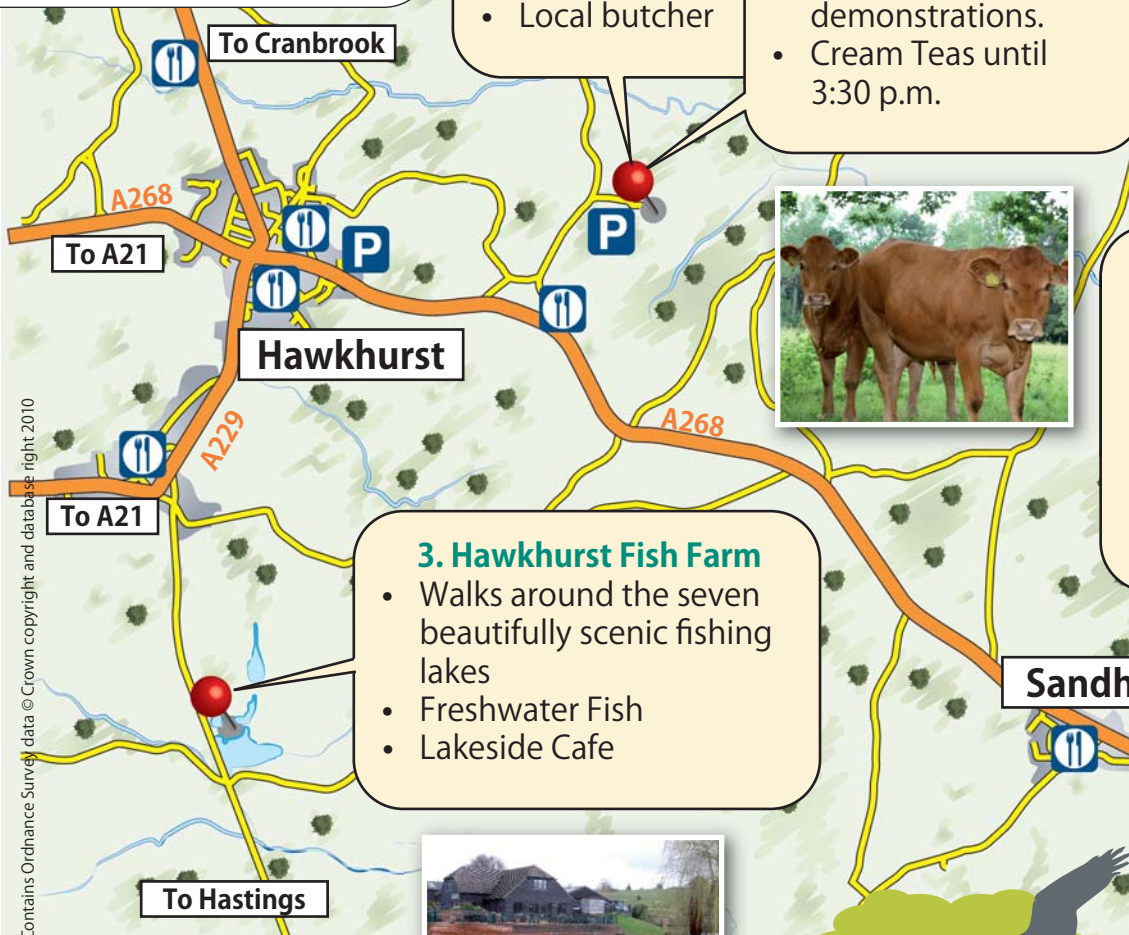 • Local butcher
demonstrations.
• Cream Teas until
3:30 p.m.
To Cranbrook
A268
To A21
P
P
Hawkhurst
A229
A268
To A21
3. Hawkhurst Fish Farm
• Walks around the seven
beautifully scenic fishing
lakes
• Freshwater Fish
• Lakeside Cafe
Sandh
To Hastings
Contains Ordnance Survey data © Crown copyright and database right 2010